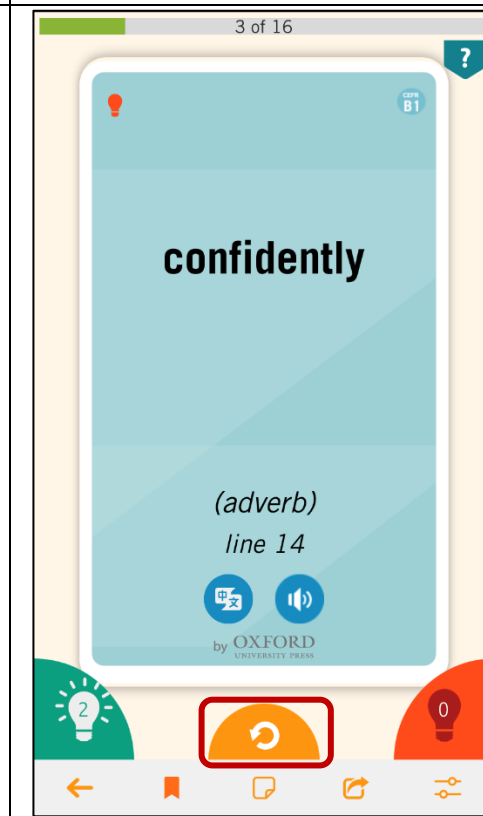 3 of 16
?
CEFR
B1
confidently
(adverb)
line 14
中
文
by OXFORD
UNIVERSITY PRESS
2
0